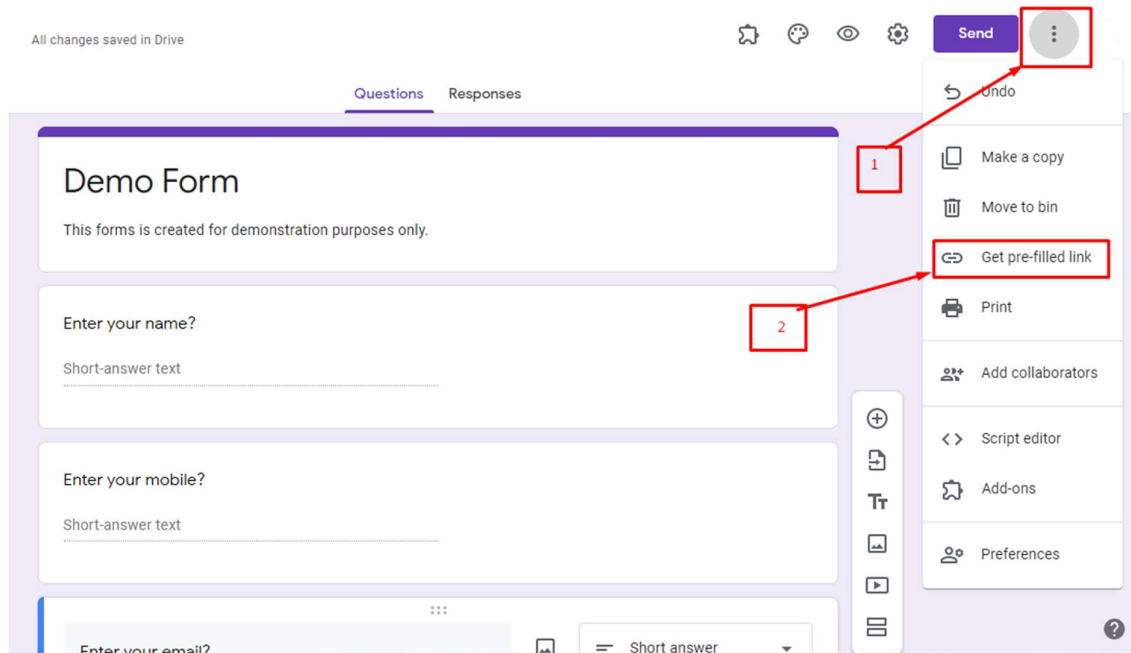 All changes saved in Drive
Send
Questions Responses
Undo
Make a copy
1
Demo Form
Move to bin
This forms is created for demonstration purposes only.
Get pre-filled link
Print
Enter your name?
2
Short-answer text
Add collaborators
Script editor
Enter your mobile?
Add-ons
Short-answer text
Preferences
Enter your email?
Short answer